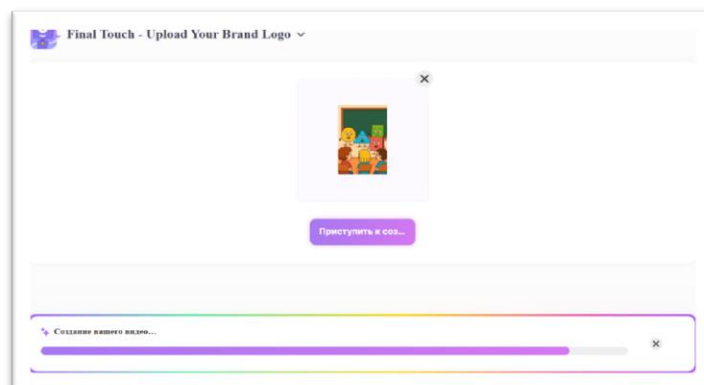 Final Touch - Upload Your Brand Logo
Приступить к соз...
Создание вашего видео...